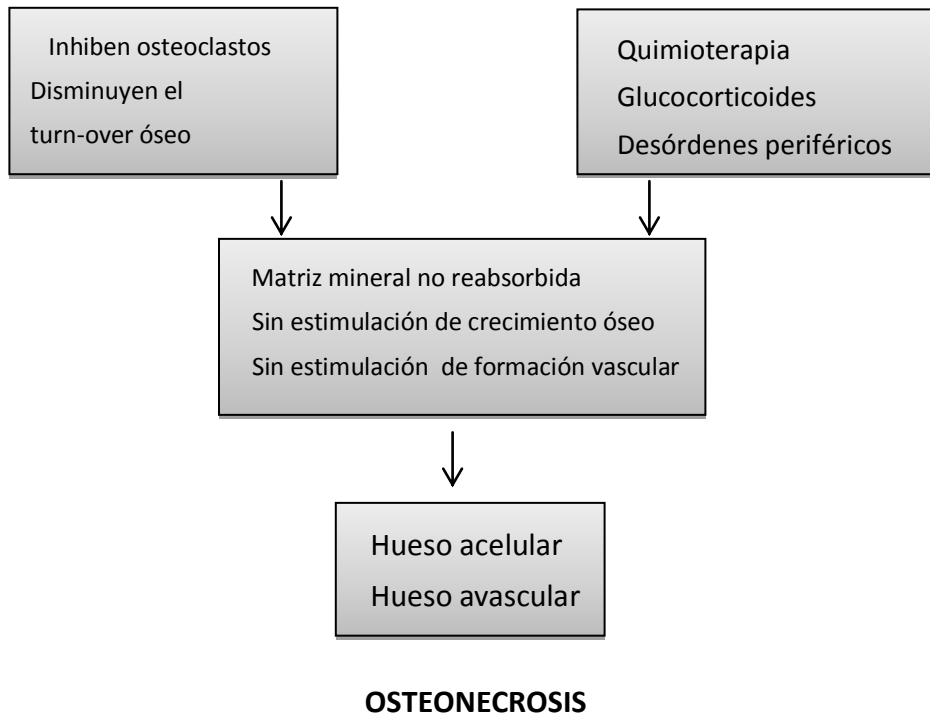 Inhiben osteoclastos
Disminuyen el
turn-over óseo
Quimioterapia
Glucocorticoides
Desórdenes periféricos
Matriz mineral no reabsorbida
Sin estimulación de crecimiento óseo
Sin estimulación de formación vascular
Hueso acelular
Hueso avascular
OSTEONECROSIS